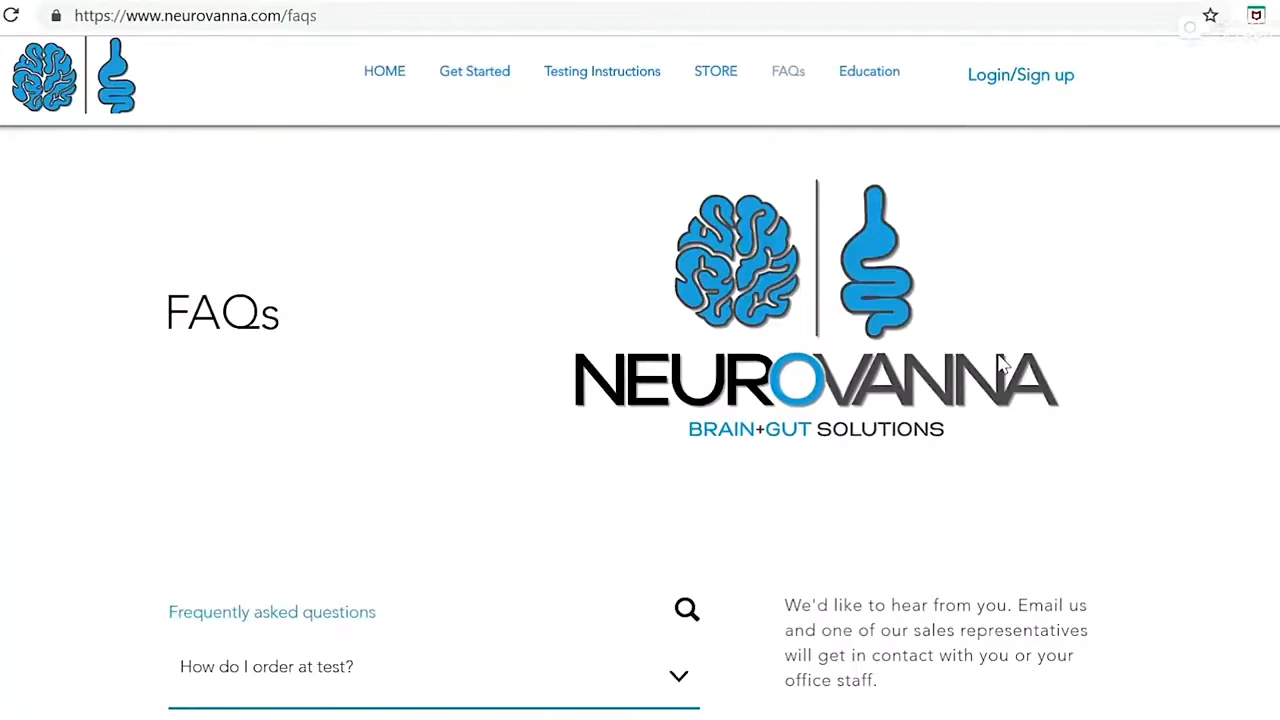 https://www.neurovanna.com/faqs
HOME Get Started Testing Instructions STORE FAQs Education Login/Sign up
FAQs
NEUROVANNA
BRAIN+GUT SOLUTIONS
Frequently asked questions
How do I order at test?
We'd like to hear from you. Email us
and one of our sales representatives
will get in contact with you or your
office staff.